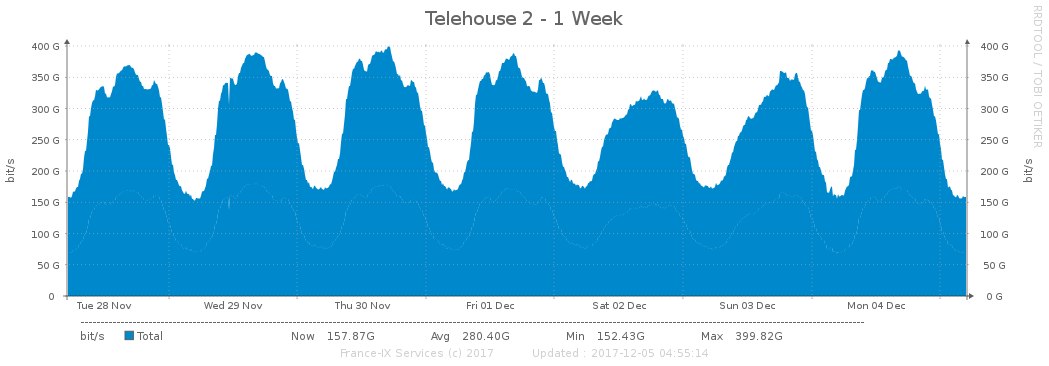 Telehouse 2 - 1 Week
RRDTOOL / TOBI OETIKER
400 G 400 G
350 G 350 G
300 G 300 G
250 G 250 G
200 G 200 G
150 G 150 G
100 G 100 G
50 G 50 G
0 0 G
bit/s
bit/s
Tue 28 Nov Wed 29 Nov Thu 30 Nov Fri 01 Dec Sat 02 Dec Sun 03 Dec Mon 04 Dec
bit/s Total Now 157.87G Avg 280.40G Min 152.43G Max 399.82G
France-IX Services (c) 2017 Updated : 2017-12-05 04:55:14